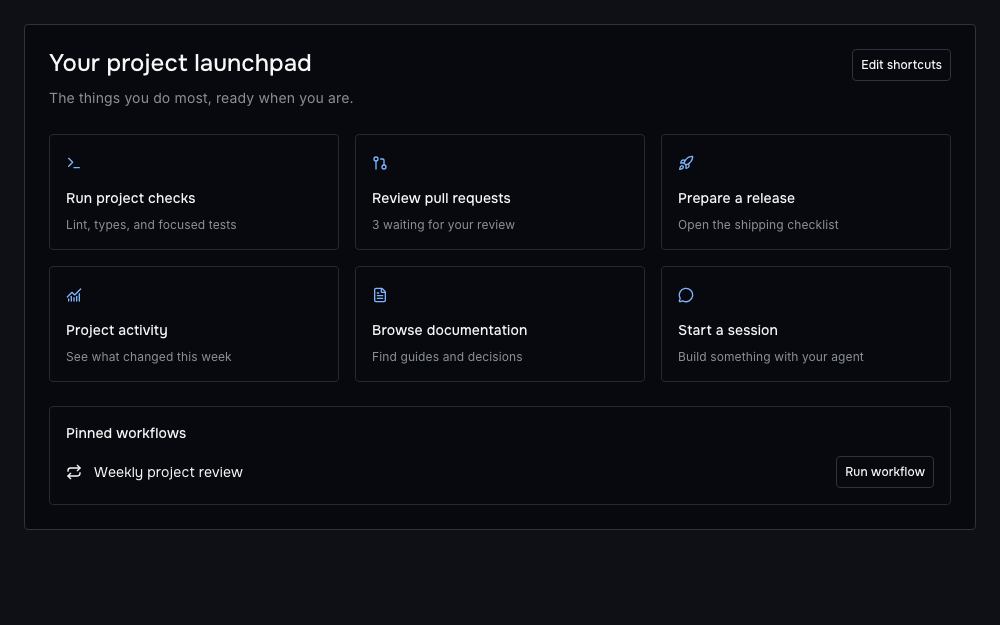 Your project launchpad
Edit shortcuts
The things you do most, ready when you are.
Run project checks
Lint, types, and focused tests
Review pull requests
3 waiting for your review
Prepare a release
Open the shipping checklist
Project activity
See what changed this week
Browse documentation
Find guides and decisions
Start a session
Build something with your agent
Pinned workflows
Weekly project review
Run workflow